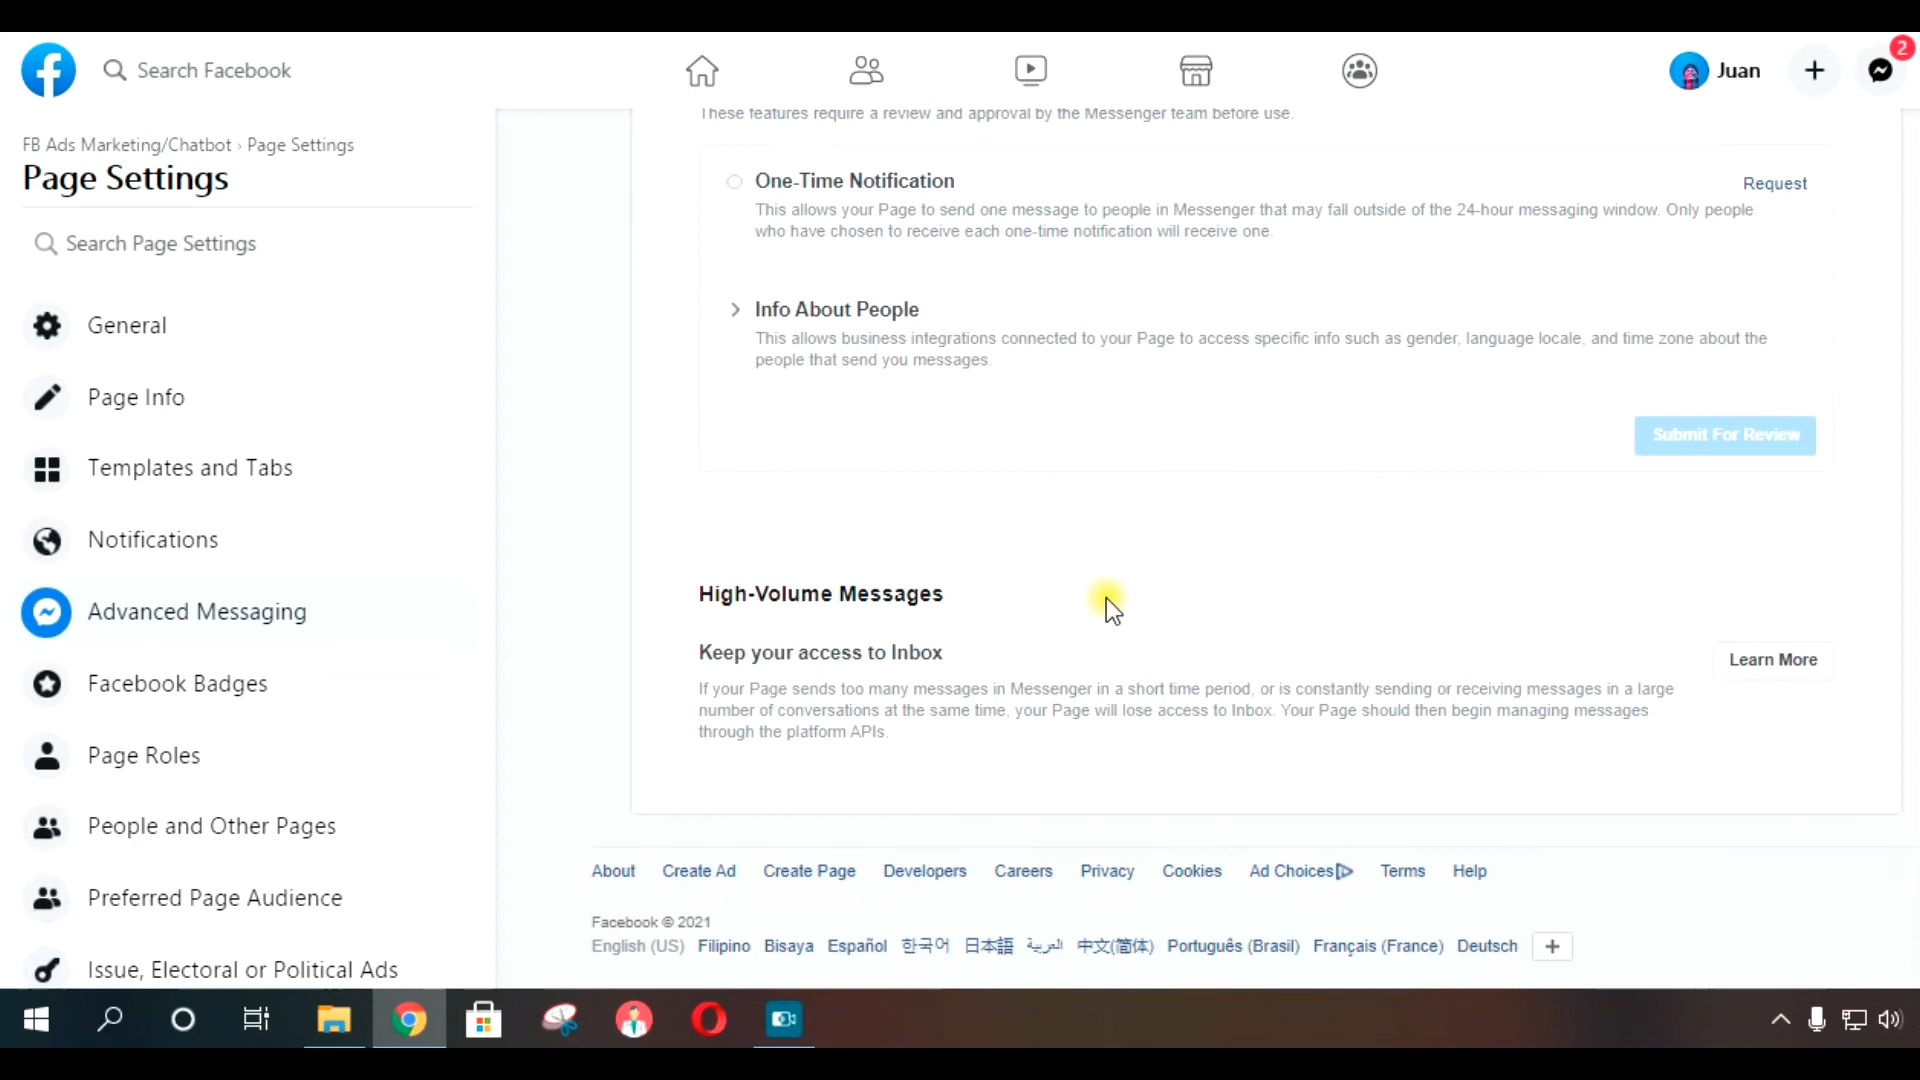 Search Facebook
Juan
2
FB Ads Marketing/Chatbot › Page Settings
Page Settings
Search Page Settings
General
Page Info
Templates and Tabs
Notifications
Advanced Messaging
Facebook Badges
Page Roles
People and Other Pages
Preferred Page Audience
Issue, Electoral or Political Ads
These features require a review and approval by the Messenger team before use.
One-Time Notification
Request
This allows your Page to send one message to people in Messenger that may fall outside of the 24-hour messaging window. Only people
who have chosen to receive each one-time notification will receive one.
Info About People
This allows business integrations connected to your Page to access specific info such as gender, language locale, and time zone about the
people that send you messages.
Submit For Review
High-Volume Messages
Keep your access to Inbox
Learn More
If your Page sends too many messages in Messenger in a short time period, or is constantly sending or receiving messages in a large
number of conversations at the same time, your Page will lose access to Inbox. Your Page should then begin managing messages
through the platform APIs.
About Create Ad Create Page Developers Careers Privacy Cookies Ad Choices Terms Help
Facebook © 2021
English (US) Filipino Bisaya Español 한국어 日本語 العربية 中文(简体) Português (Brasil) Français (France) Deutsch